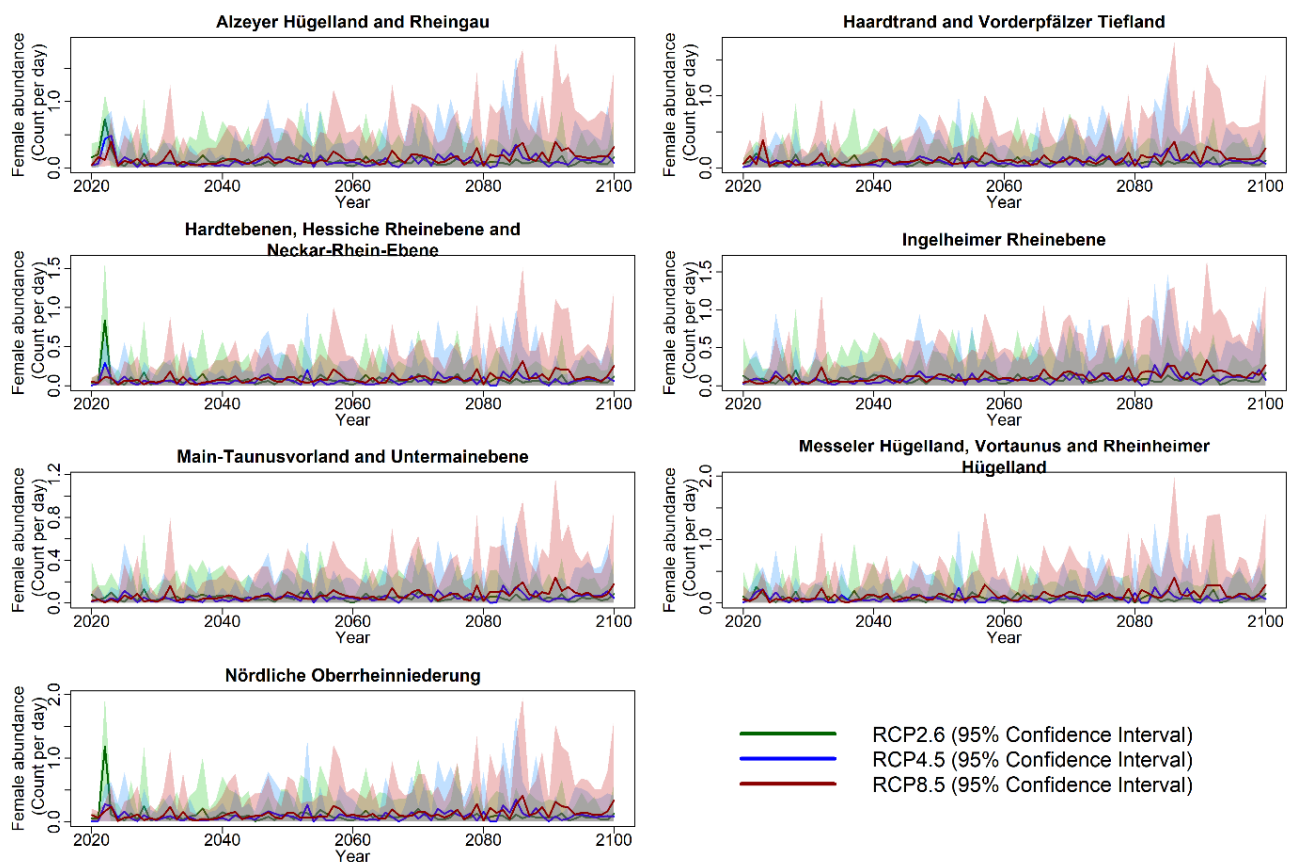 Alzeyer Hügelland and Rheingau
Female abundance
(Count per day)
0.0
1.0
2020
2040
2060
2080
2100
Year
Haardtrand and Vorderpfälzer Tiefland
Female abundance
(Count per day)
0.0
1.0
2020
2040
2060
2080
2100
Year
Hardtebenen, Hessiche Rheinebene and
Neckar-Rhein-Ebene
Female abundance
(Count per day)
0.0
0.5
1.0
1.5
2020
2040
2060
2080
2100
Year
Ingelheimer Rheinebene
Female abundance
(Count per day)
0.0
0.5
1.0
1.5
2020
2040
2060
2080
2100
Year
Main-Taunusvorland and Untermainebene
Female abundance
(Count per day)
0.0
0.4
0.8
1.2
2020
2040
2060
2080
2100
Year
Messeler Hügelland, Vortaunus and Rheinheimer
Hügelland
Female abundance
(Count per day)
0.0
1.0
2.0
2020
2040
2060
2080
2100
Year
Nördliche Oberrheinniederung
Female abundance
(Count per day)
0.0
1.0
2.0
2020
2040
2060
2080
2100
Year
RCP2.6 (95% Confidence Interval)
RCP4.5 (95% Confidence Interval)
RCP8.5 (95% Confidence Interval)